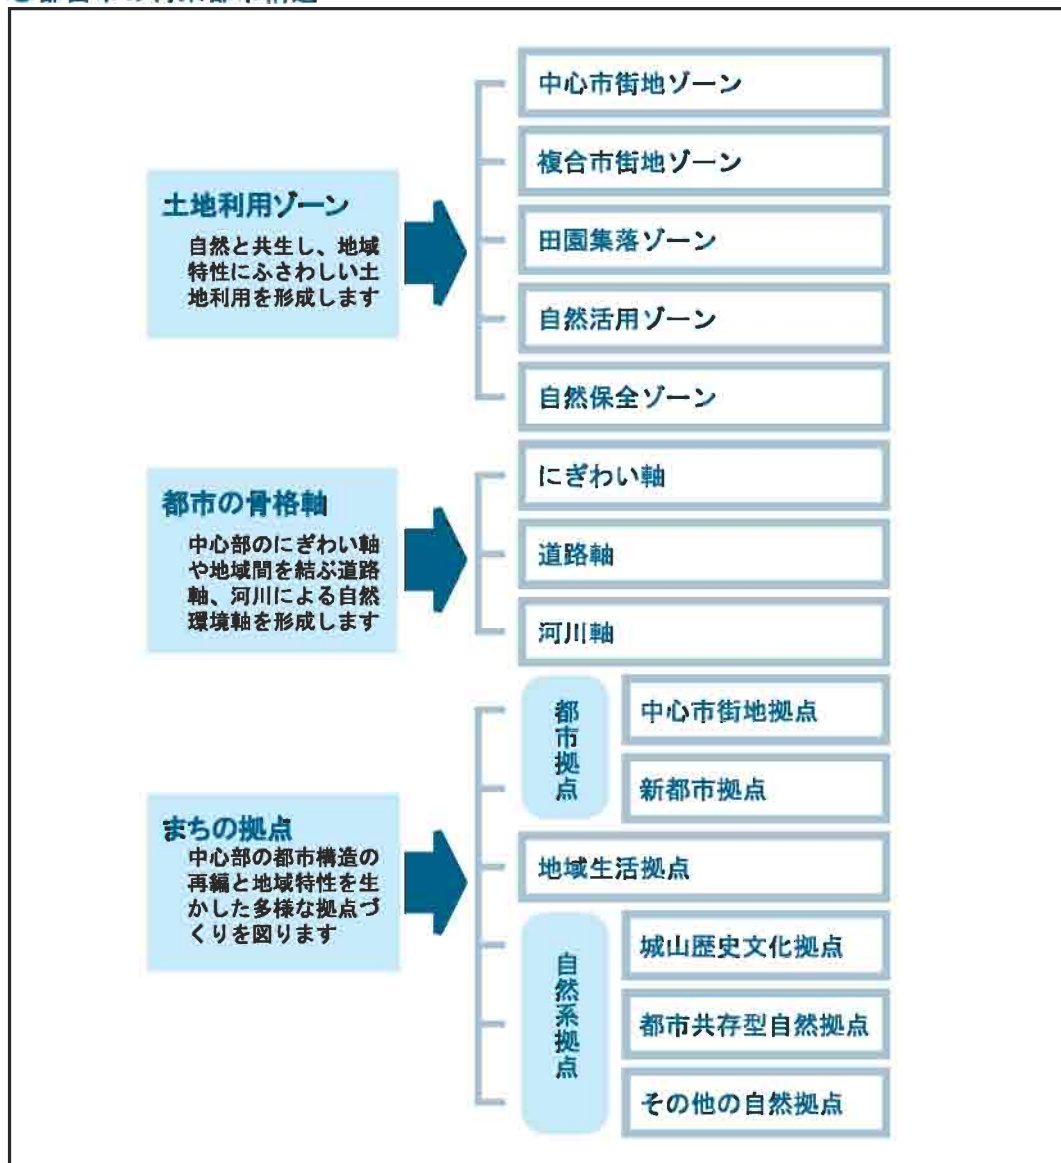 土地利用ゾーン
自然と共生し、地域
特性にふさわしい土
地利用を形成します
中心市街地ゾーン
複合市街地ゾーン
田園集落ゾーン
自然活用ゾーン
自然保全ゾーン
都市の骨格軸
中心部のにぎわい軸
や地域間を結ぶ道路
軸、河川による自然
環境軸を形成します
にぎわい軸
道路軸
河川軸
まちの拠点
中心部の都市構造の
再編と地域特性を生
かした多様な拠点づ
くりを図ります
都市拠点
中心市街地拠点
新都市拠点
地域生活拠点
自然系拠点
城山歴史文化拠点
都市共存型自然拠点
その他の自然拠点